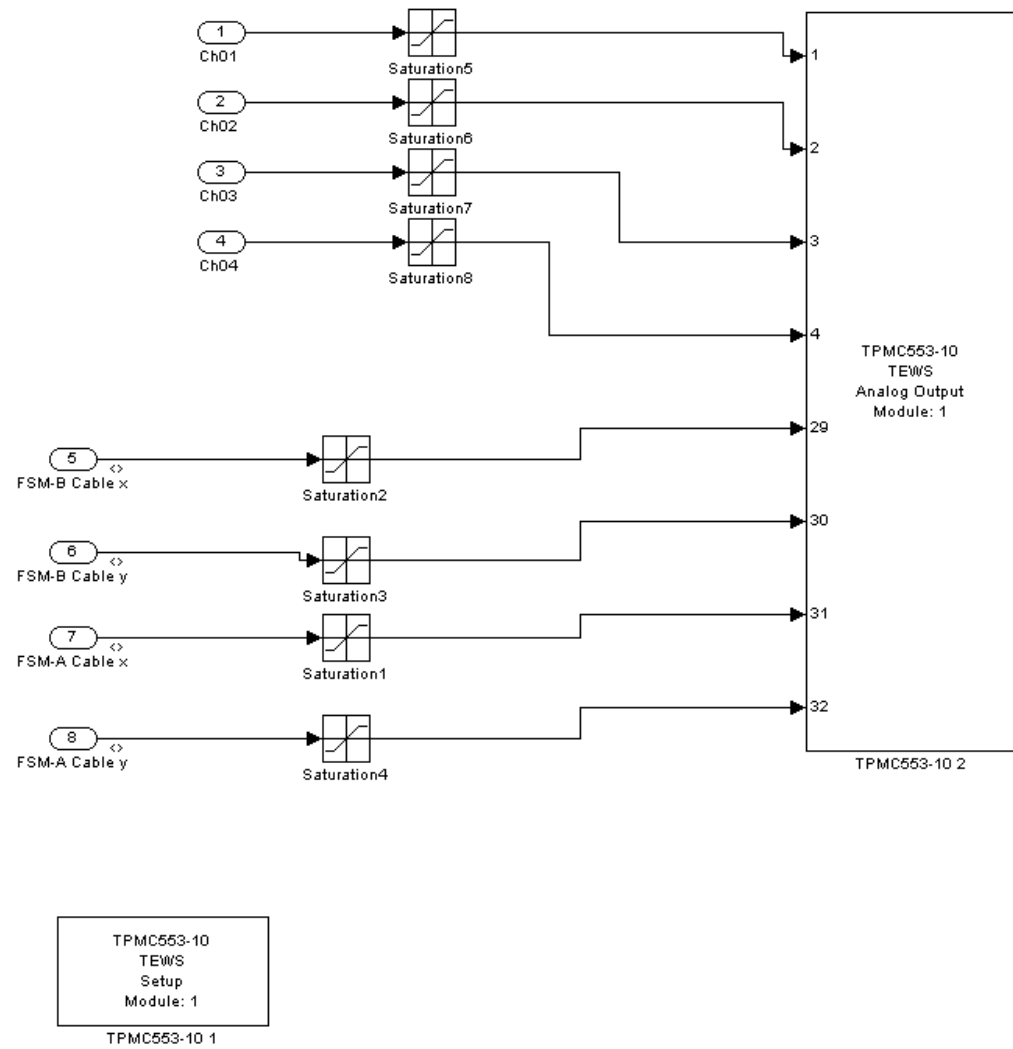 1
Ch01
Saturation5
1
2
Ch02
Saturation6
2
3
Ch03
Saturation7
3
4
Ch04
Saturation8
4
TPMC553-10
TEWS
Analog Output
Module: 1
29
5
<>
FSM-B Cable x
Saturation2
30
6
<>
FSM-B Cable y
Saturation3
31
7
<>
FSM-A Cable x
Saturation1
32
8
<>
FSM-A Cable y
Saturation4
TPMC553-10 2
TPMC553-10
TEWS
Setup
Module: 1
TPMC553-10 1